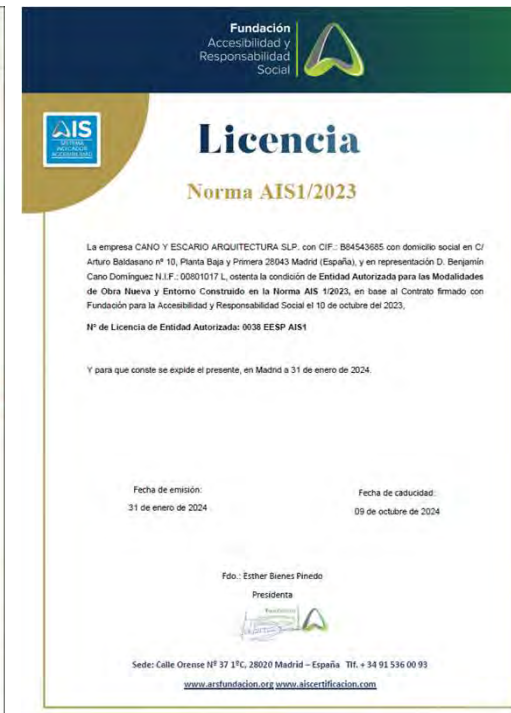 Fundación
Accesibilidad y
Responsabilidad
Social
AIS
SISTEMA
INDICADOR
ACCESIBILIDAD
Licencia
Norma AIS1/2023
La empresa CANO Y ESCARIO ARQUITECTURA SLP. con CIF.: B84543685 con domicilio social en C/
Arturo Baldasano nº 10, Planta Baja y Primera 28043 Madrid (España), y en representación D. Benjamín
Cano Domínguez N.I.F.: 00801017 L, ostenta la condición de Entidad Autorizada para las Modalidades
de Obra Nueva y Entorno Construido en la Norma AIS 1/2023, en base al Contrato firmado con
Fundación para la Accesibilidad y Responsabilidad Social el 10 de octubre del 2023,
Nº de Licencia de Entidad Autorizada: 0038 EESP AIS1
Y para que conste se expide el presente, en Madrid a 31 de enero de 2024.
Fecha de emisión:
31 de enero de 2024
Fecha de caducidad:
09 de octubre de 2024
Fdo.: Esther Bienes Pinedo
Presidenta
Sede: Calle Orense Nº 37 1ºC, 28020 Madrid – España Tlf. + 34 91 536 00 93
www.arsfundacion.org www.aiscertificacion.com